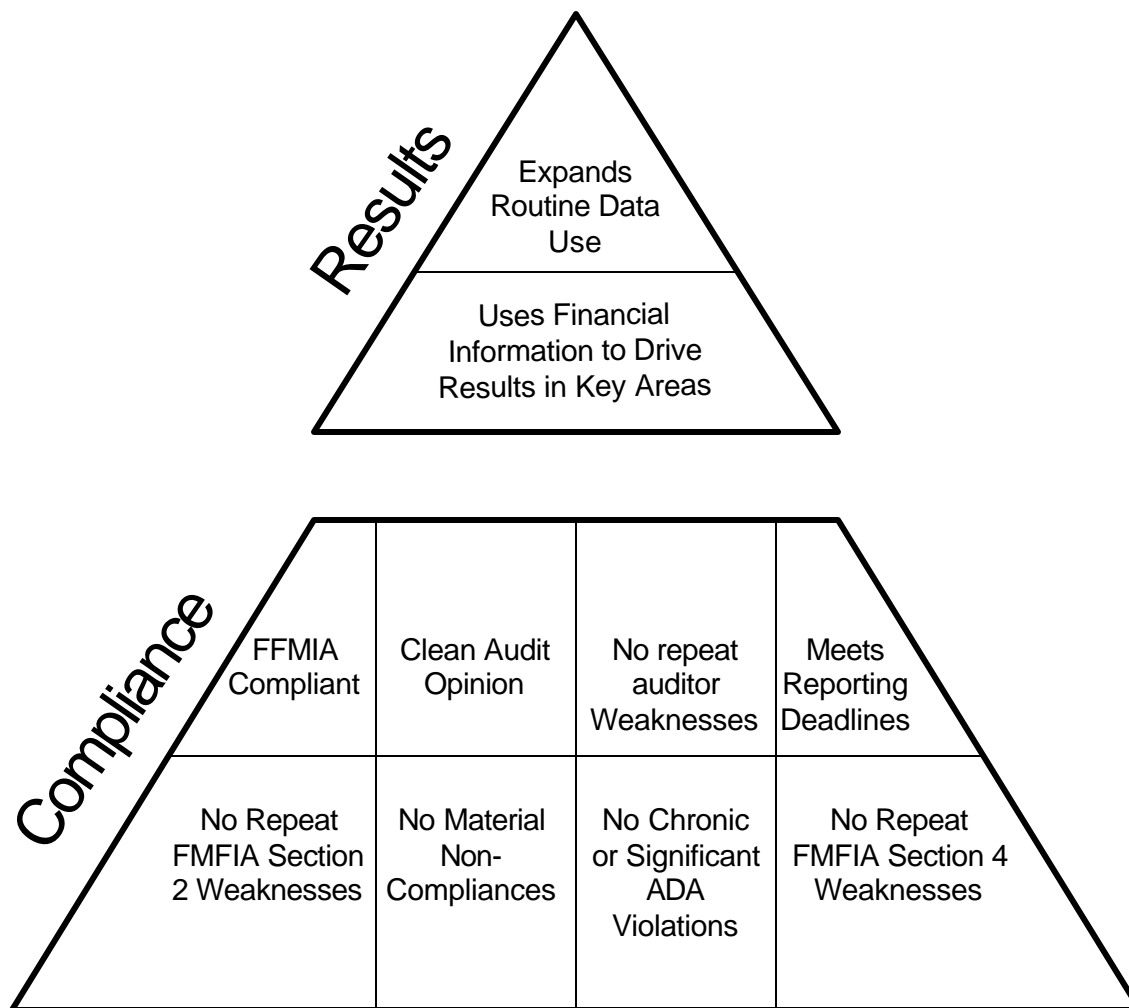 Results
Expands
Routine Data
Use
Uses Financial
Information to Drive
Results in Key Areas
Compliance
FFMIA
Compliant
Clean Audit
Opinion
No repeat
auditor
Weaknesses
Meets
Reporting
Deadlines
No Repeat
FMFIA Section
2 Weaknesses
No Material
Non-
Compliances
No Chronic
or Significant
ADA
Violations
No Repeat
FMFIA Section 4
Weaknesses